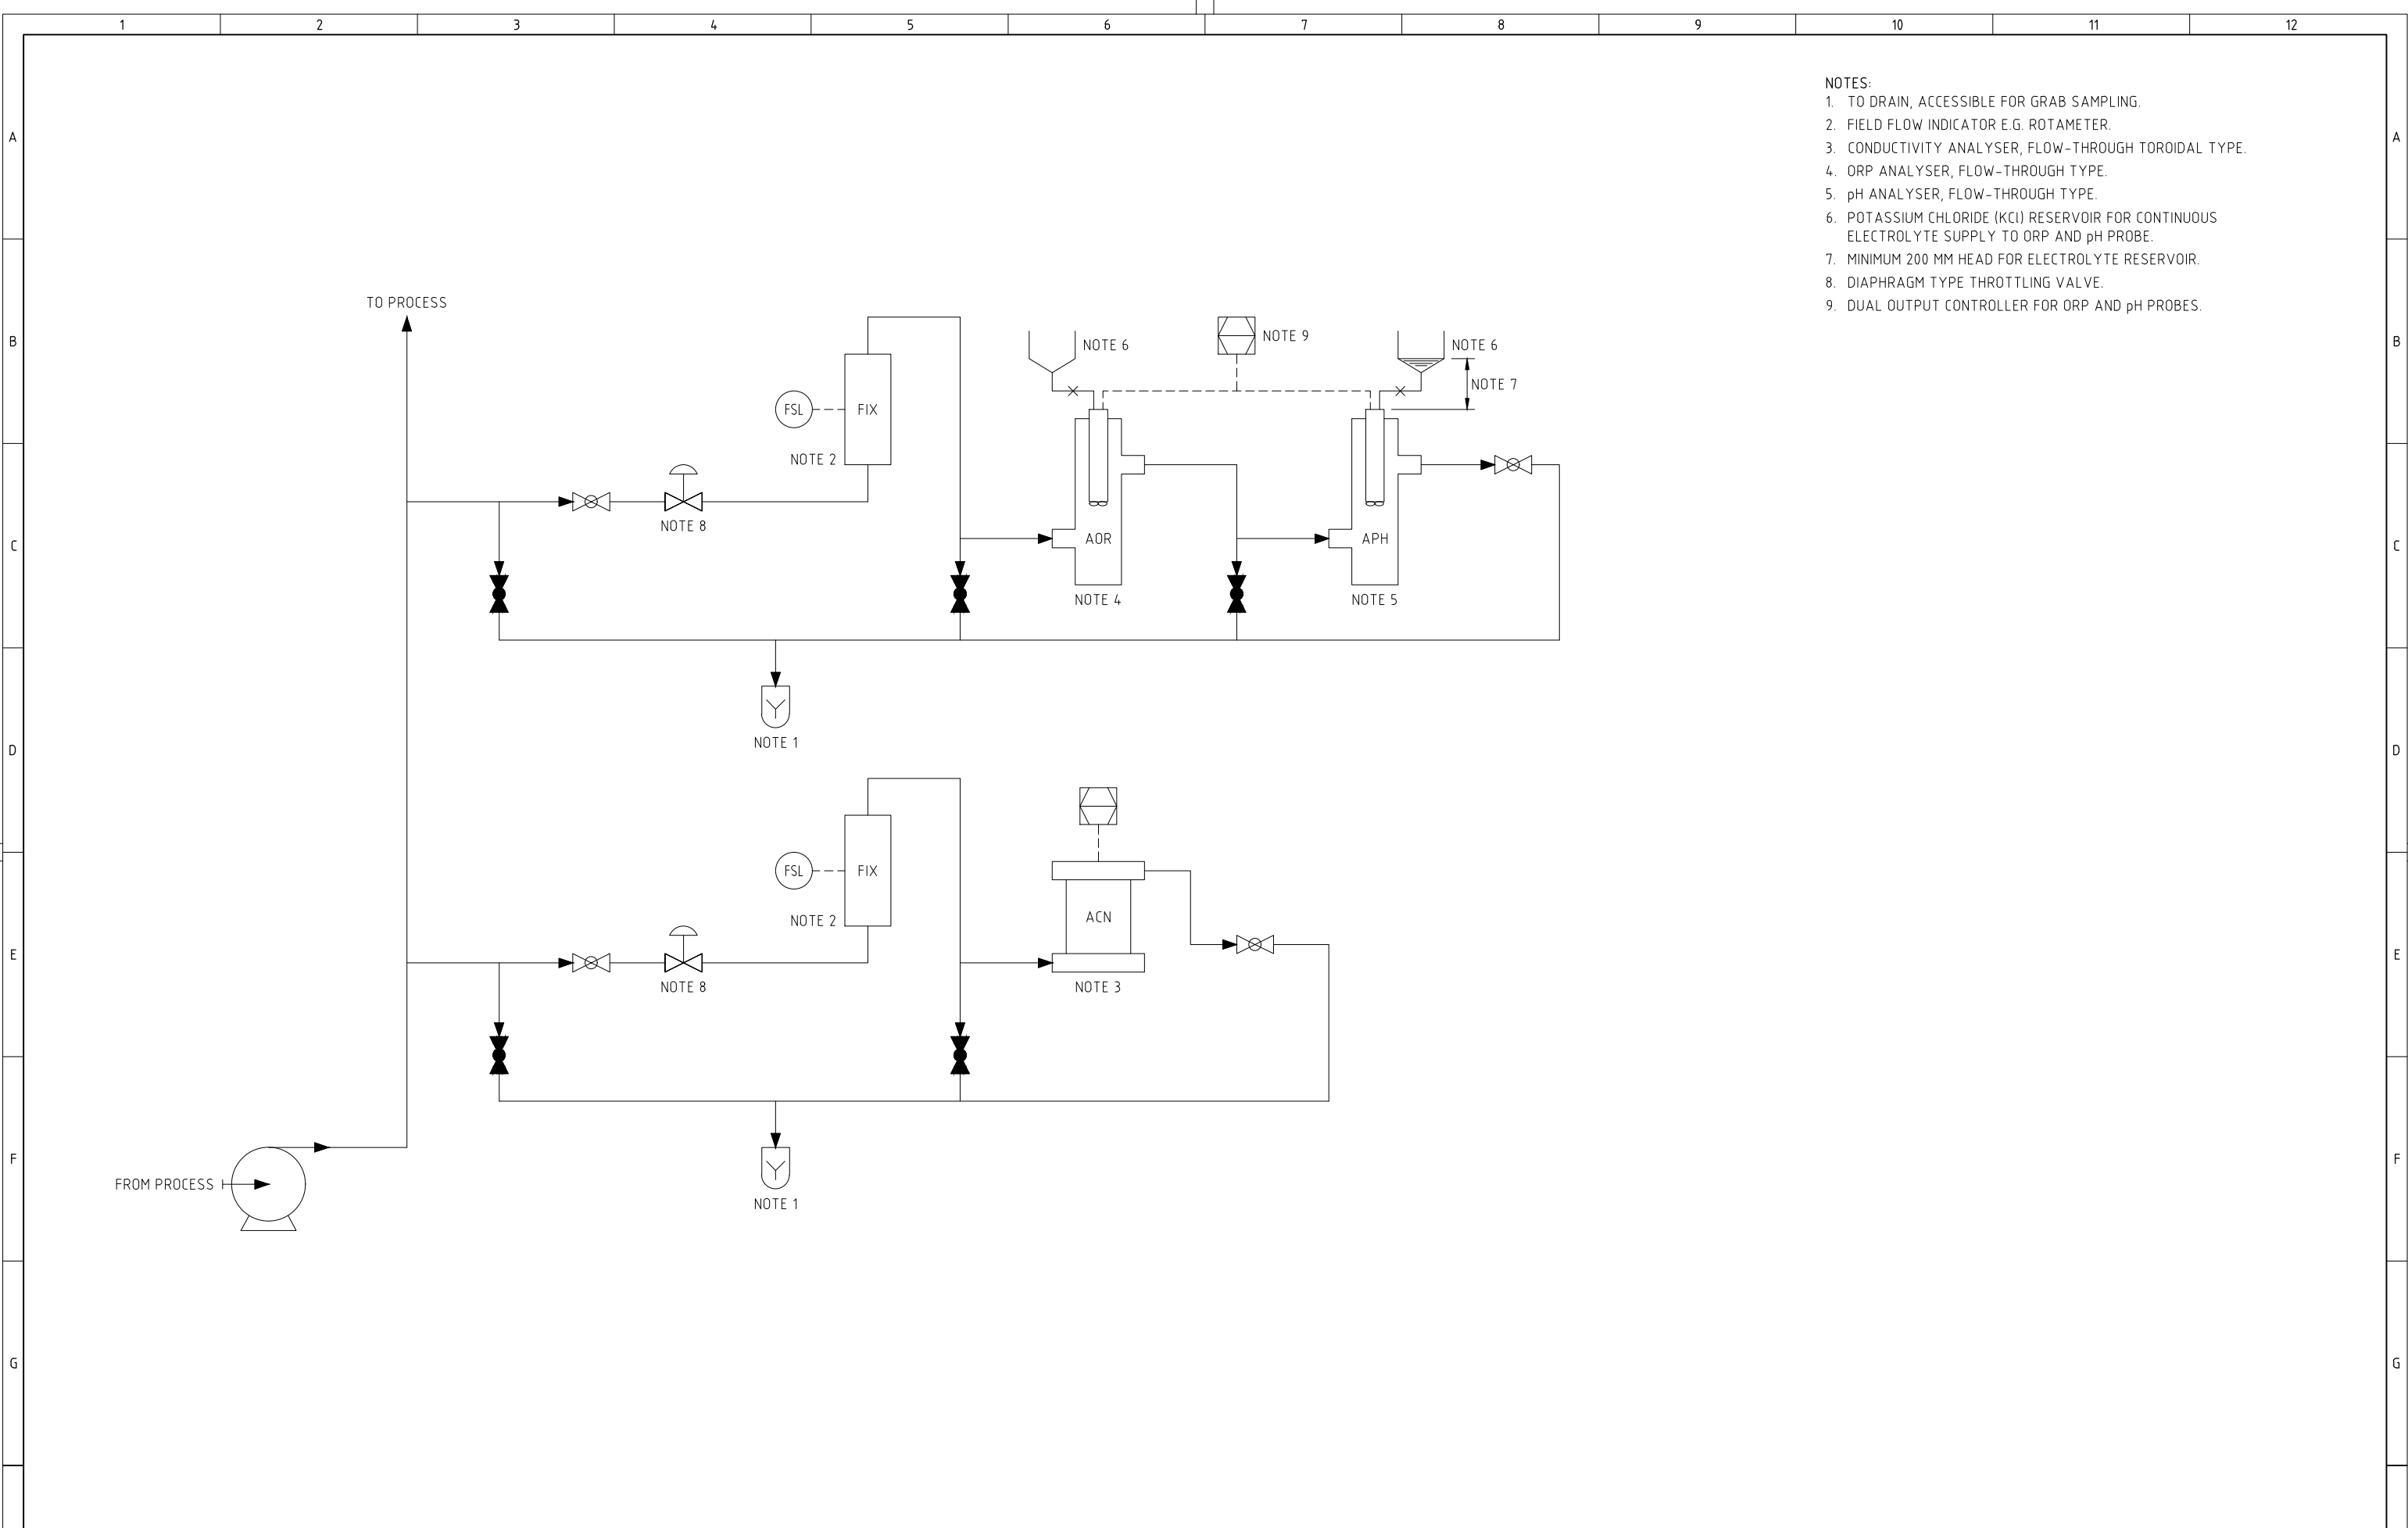 1 2 3 4 5 6 7 8 9 10 11 12
NOTES:
1. TO DRAIN, ACCESSIBLE FOR GRAB SAMPLING.
2. FIELD FLOW INDICATOR E.G. ROTAMETER.
3. CONDUCTIVITY ANALYSER, FLOW-THROUGH TOROIDAL TYPE.
4. ORP ANALYSER, FLOW-THROUGH TYPE.
5. pH ANALYSER, FLOW-THROUGH TYPE.
6. POTASSIUM CHLORIDE (KCl) RESERVOIR FOR CONTINUOUS
ELECTROLYTE SUPPLY TO ORP AND pH PROBE.
7. MINIMUM 200 MM HEAD FOR ELECTROLYTE RESERVOIR.
8. DIAPHRAGM TYPE THROTTLING VALVE.
9. DUAL OUTPUT CONTROLLER FOR ORP AND pH PROBES.
A A
TO PROCESS
B B
NOTE 6 NOTE 9 NOTE 6
NOTE 7
FSL FIX
NOTE 2
NOTE 8
C AOR APH C
NOTE 4 NOTE 5
NOTE 1
D D
FSL FIX
NOTE 2 ACN
E E
NOTE 8 NOTE 3
F F
FROM PROCESS
NOTE 1
G G